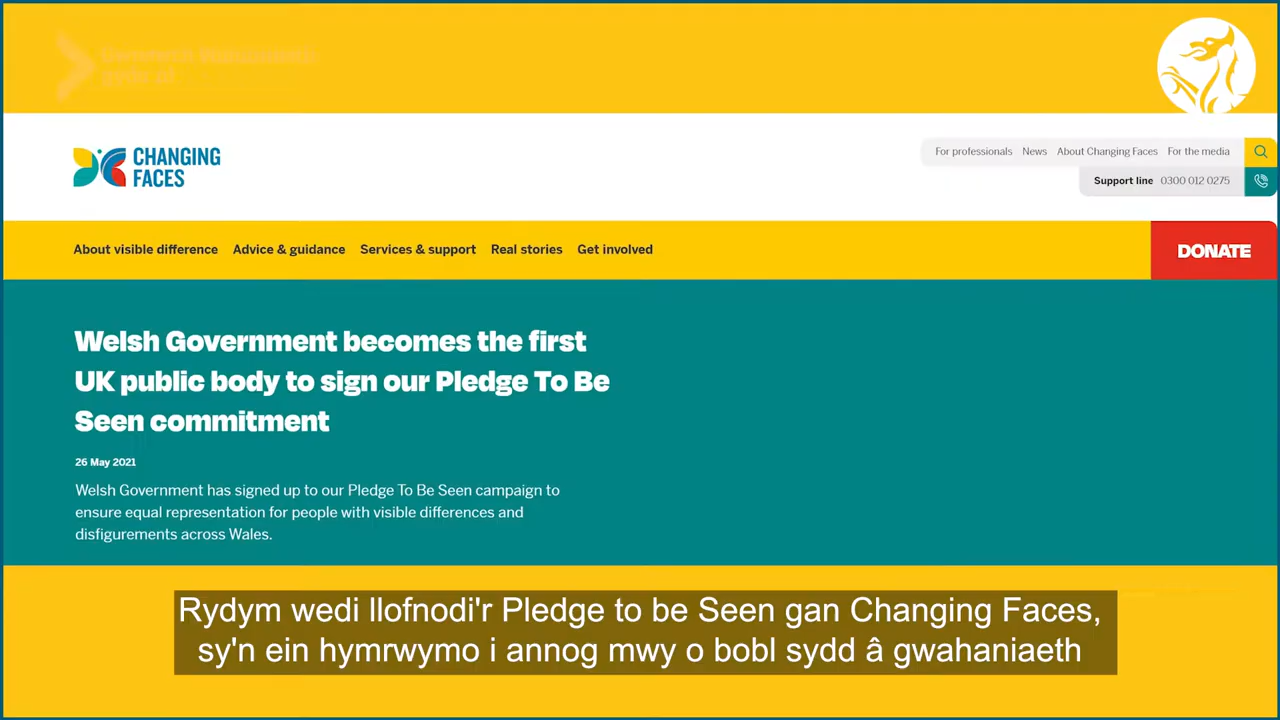 CHANGING
FACES
For professionals News About Changing Faces For the media
Support line 0300 012 0275
About visible difference Advice & guidance Services & support Real stories Get involved
DONATE
Welsh Government becomes the first
UK public body to sign our Pledge To Be
Seen commitment
26 May 2021
Welsh Government has signed up to our Pledge To Be Seen campaign to
ensure equal representation for people with visible differences and
disfigurements across Wales.
Rydym wedi llofnodi'r Pledge to be Seen gan Changing Faces,
sy'n ein hymrwymo i annog mwy o bobl sydd â gwahaniaeth